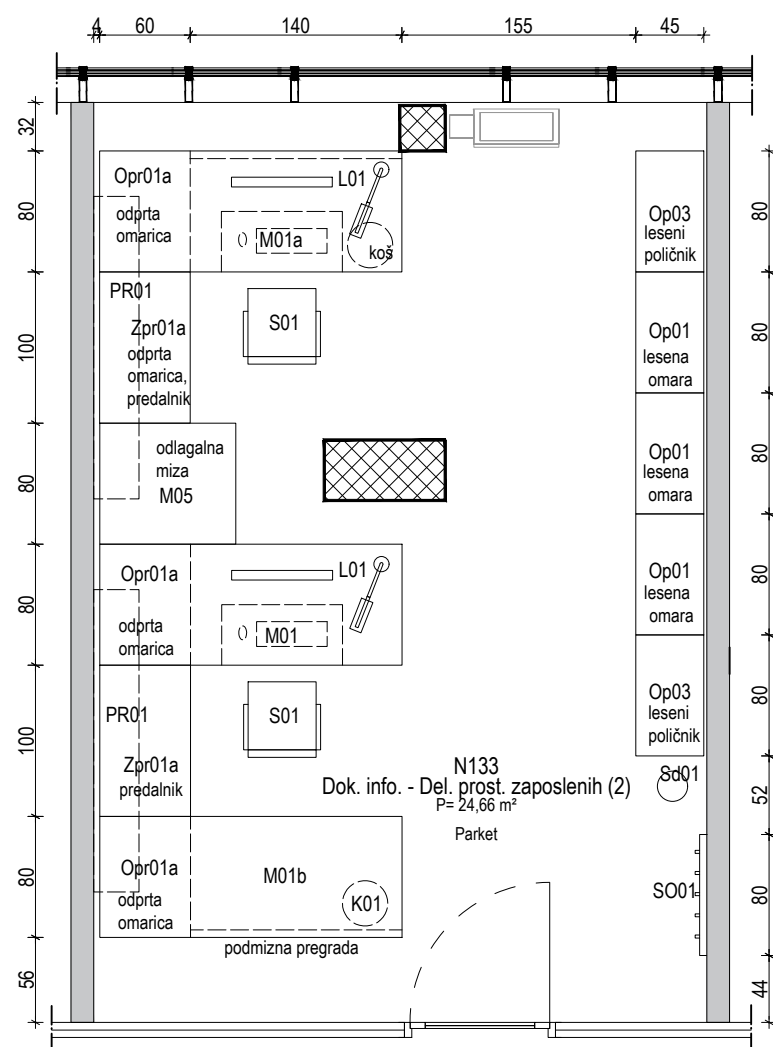 4 60 140 155 45
32
80
100
80
80
100
80
56
80
80
80
80
80
52
80
44
Opr01a
odprta
omarica
L01
M01a
koš
Op03
leseni
poličnik
PR01
Zpr01a
odprta
omarica,
predalnik
S01
Op01
lesena
omara
odlagalna
miza
M05
Op01
lesena
omara
Opr01a
odprta
omarica
L01
M01
Op01
lesena
omara
PR01
Zpr01a
predalnik
S01
Op03
leseni
poličnik
N133
Dok. info. - Del. prost. zaposlenih (2)
P= 24,66 m²
Parket
Sd01
Opr01a
odprta
omarica
M01b
K01
SO01
podmizna pregrada